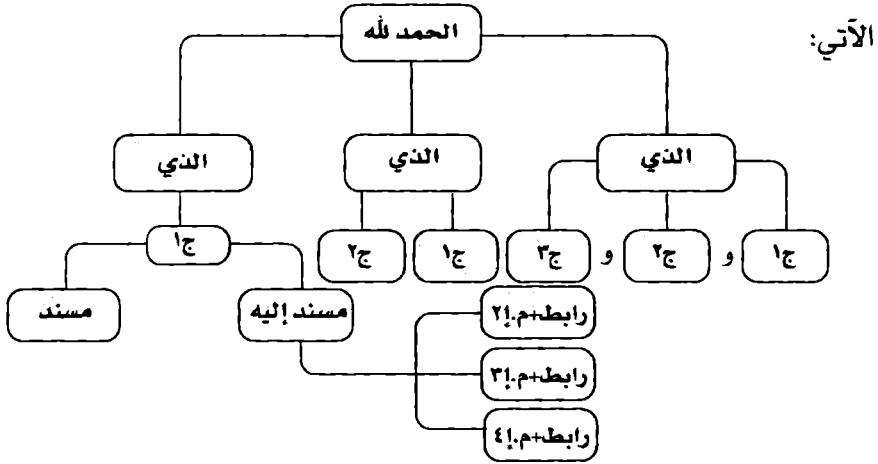 الآتي:
الحمد لله
الذي الذي الذي
ج١ و ج٢ و ج٣ ج١ ج٢ ج١
مسند إليه مسند
رابط+م.إ٢
رابط+م.إ٣
رابط+م.إ٤